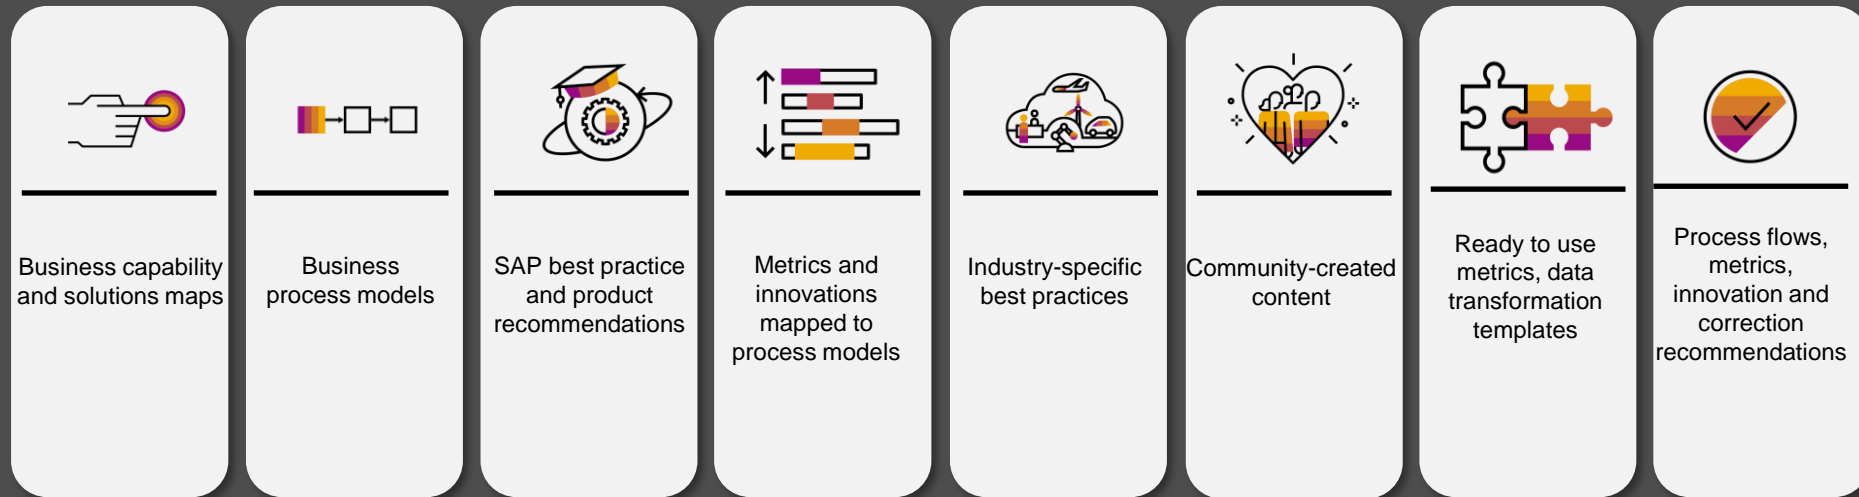 Business capability
and solutions maps
Business
process models
SAP best practice
and product
recommendations
Metrics and
innovations
mapped to
process models
Industry-specific
best practices
Community-created
content
Ready to use
metrics, data
transformation
templates
Process flows,
metrics,
innovation and
correction
recommendations